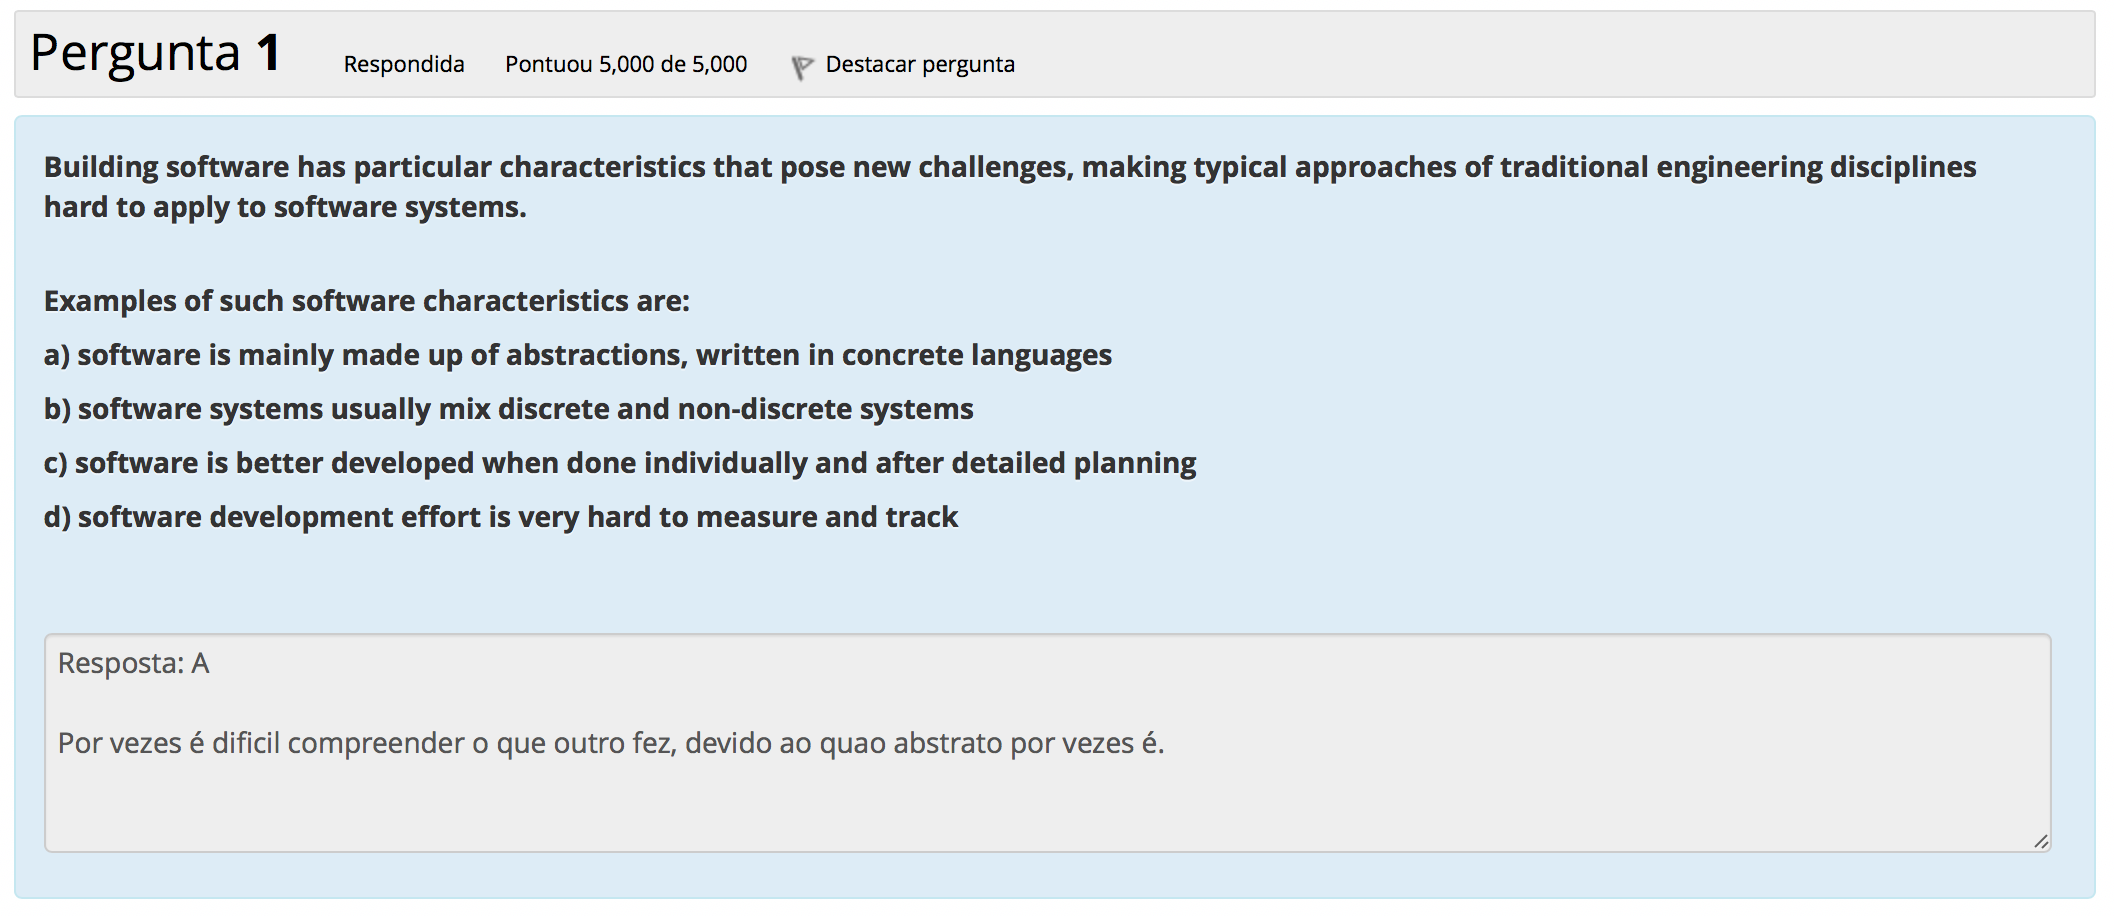 Pergunta 1 Respondida Pontuou 5,000 de 5,000 Destacar pergunta
Building software has particular characteristics that pose new challenges, making typical approaches of traditional engineering disciplines
hard to apply to software systems.
Examples of such software characteristics are:
a) software is mainly made up of abstractions, written in concrete languages
b) software systems usually mix discrete and non-discrete systems
c) software is better developed when done individually and after detailed planning
d) software development effort is very hard to measure and track
Resposta: A
Por vezes é dificil compreender o que outro fez, devido ao quao abstrato por vezes é.